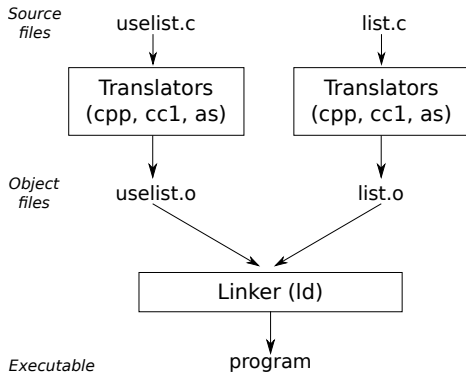 Source
files
uselist.c
list.c
Translators
(cpp, cc1, as)
Translators
(cpp, cc1, as)
Object
files
uselist.o
list.o
Linker (ld)
Executable
program